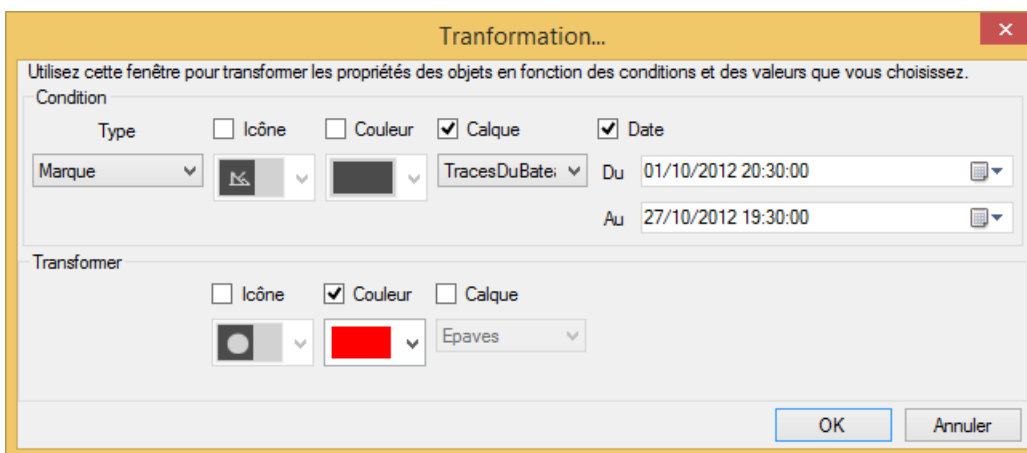 Tranformation...
Utilisez cette fenêtre pour transformer les propriétés des objets en fonction des conditions et des valeurs que vous choisissez.
Condition
Type Icône Couleur Calque Date
Marque TracesDuBate Du 01/10/2012 20:30:00
Au 27/10/2012 19:30:00
Transformer
Icône Couleur Calque
Epaves
OK Annuler